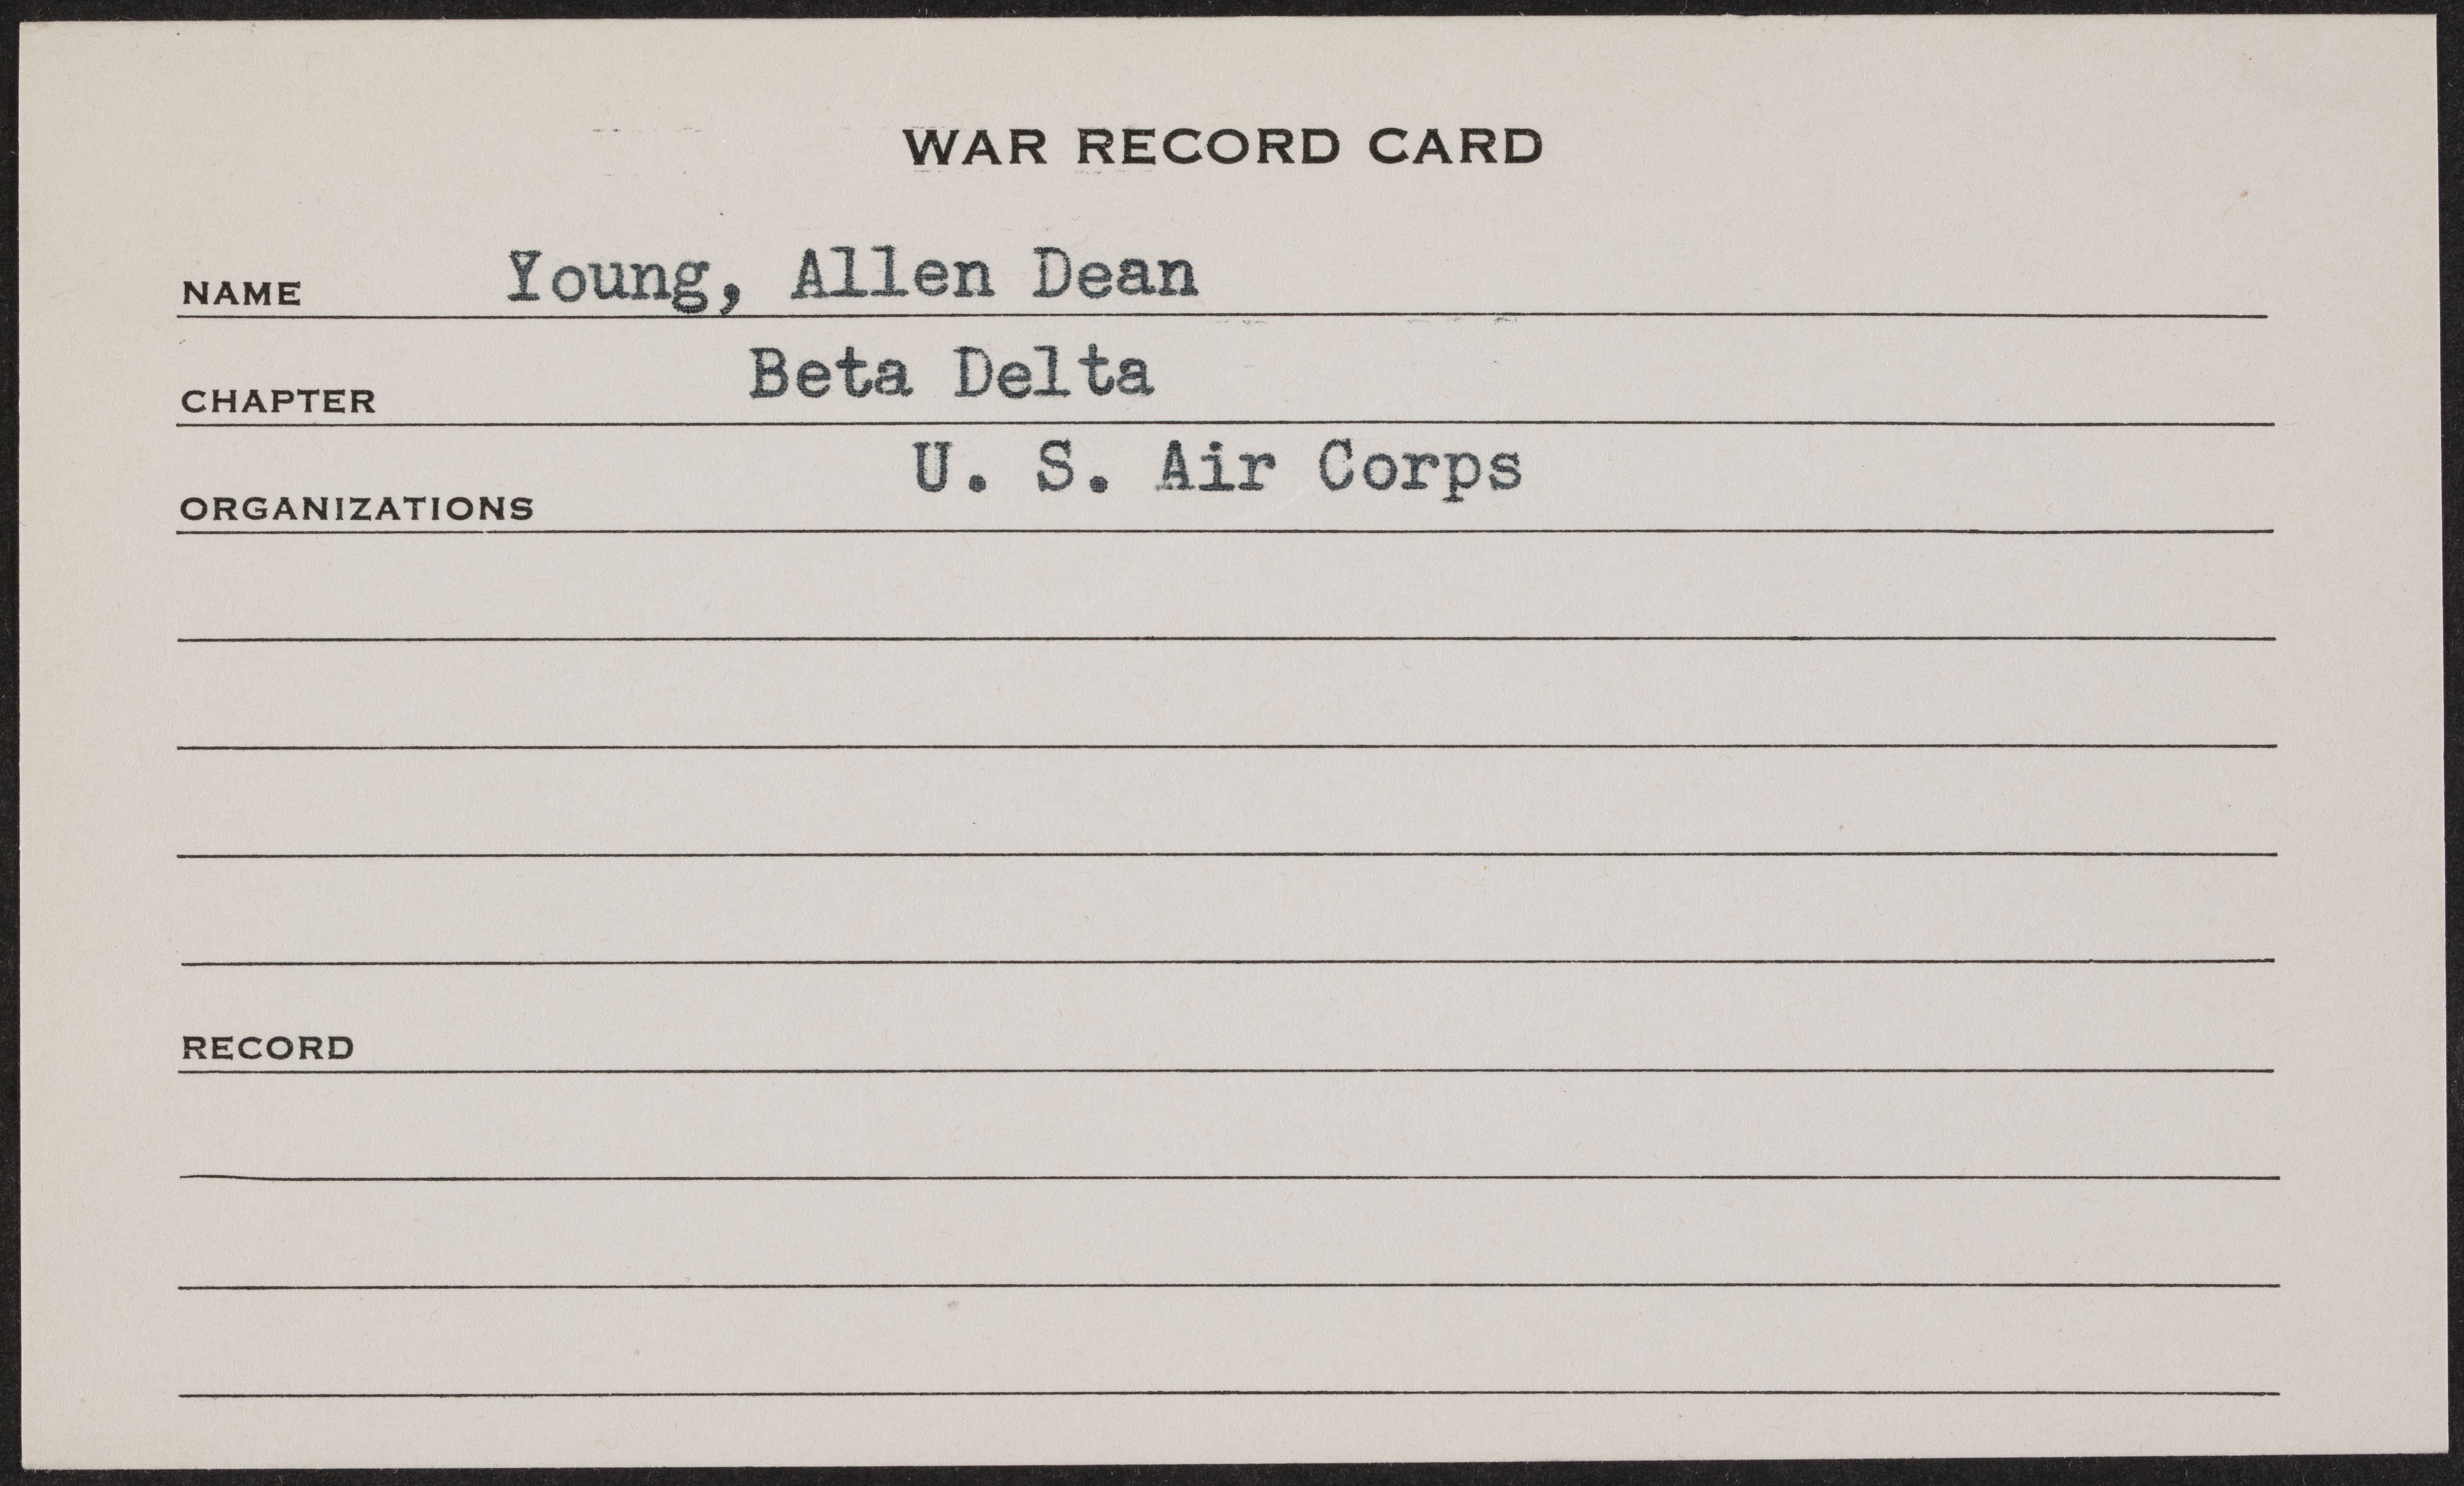 WAR RECORD CARD
NAME Young, Allen Dean
CHAPTER Beta Delta
ORGANIZATIONS U. S. Air Corps
RECORD